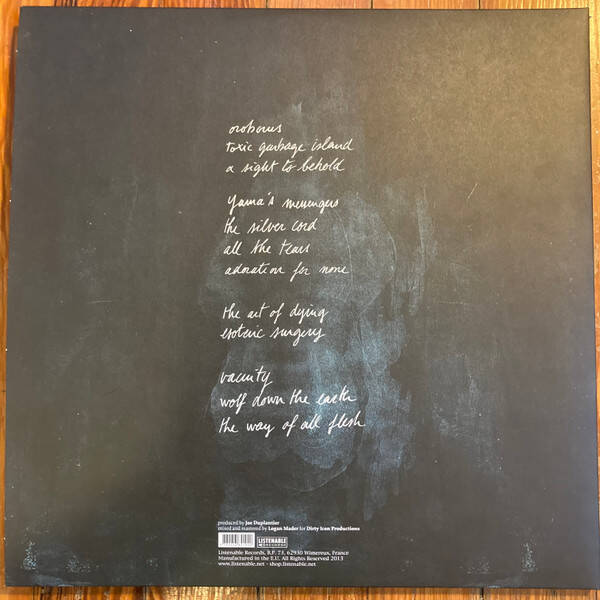 oroborus
toxic garbage island
a sight to behold
Yama's messengers
the silver cord
all the tears
adoration for none
the art of dying
esoteric surgery
vacuity
wolf down the earth
the way of all flesh
produced by Joe Duplantier
mixed and mastered by Logan Mader for Dirty Icon Productions
LISTENABLE
RECORDS
Listenable Records, B.P. 73, 62930 Wimereux, France
Manufactured in the E.U. All Rights Reserved 2013
www.listenable.net - shop.listenable.net